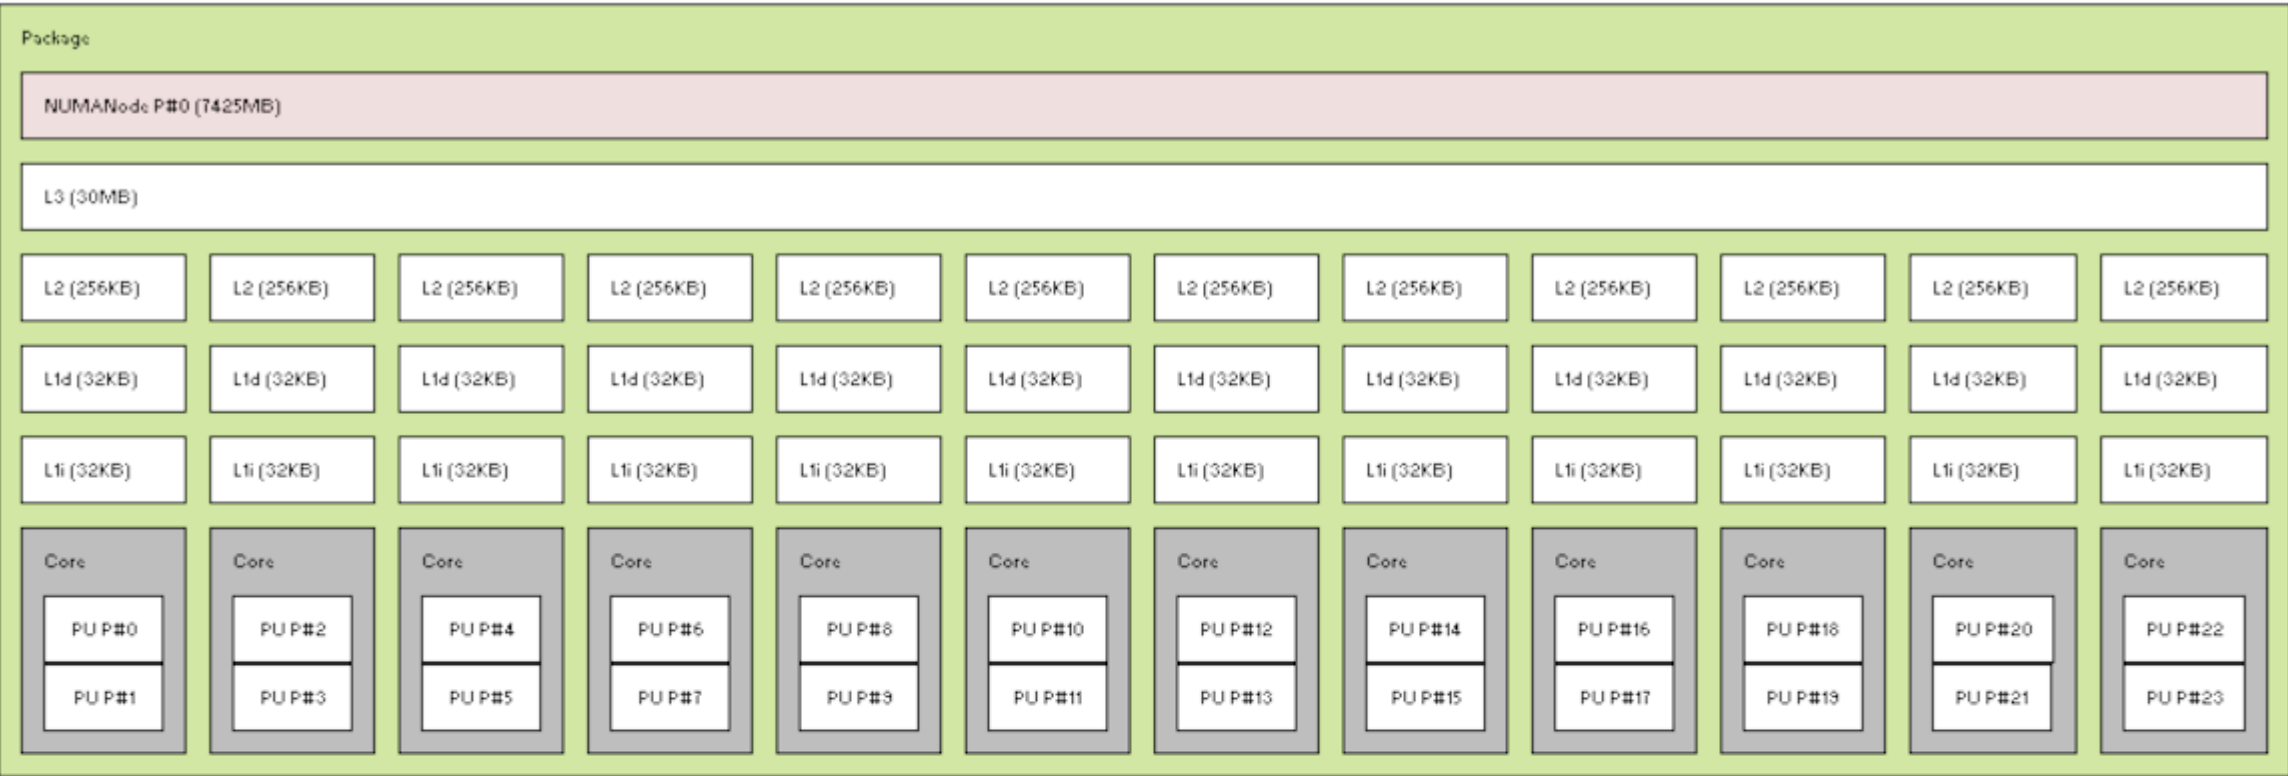 Package
NUMANode P#0 (7425MB)
L3 (30MB)
L2 (256KB) L2 (256KB) L2 (256KB) L2 (256KB) L2 (256KB) L2 (256KB) L2 (256KB) L2 (256KB) L2 (256KB) L2 (256KB) L2 (256KB) L2 (256KB)
L1d (32KB) L1d (32KB) L1d (32KB) L1d (32KB) L1d (32KB) L1d (32KB) L1d (32KB) L1d (32KB) L1d (32KB) L1d (32KB) L1d (32KB) L1d (32KB)
L1i (32KB) L1i (32KB) L1i (32KB) L1i (32KB) L1i (32KB) L1i (32KB) L1i (32KB) L1i (32KB) L1i (32KB) L1i (32KB) L1i (32KB) L1i (32KB)
Core Core Core Core Core Core Core Core Core Core Core Core
PU P#0 PU P#2 PU P#4 PU P#6 PU P#8 PU P#10 PU P#12 PU P#14 PU P#16 PU P#18 PU P#20 PU P#22
PU P#1 PU P#3 PU P#5 PU P#7 PU P#9 PU P#11 PU P#13 PU P#15 PU P#17 PU P#19 PU P#21 PU P#23